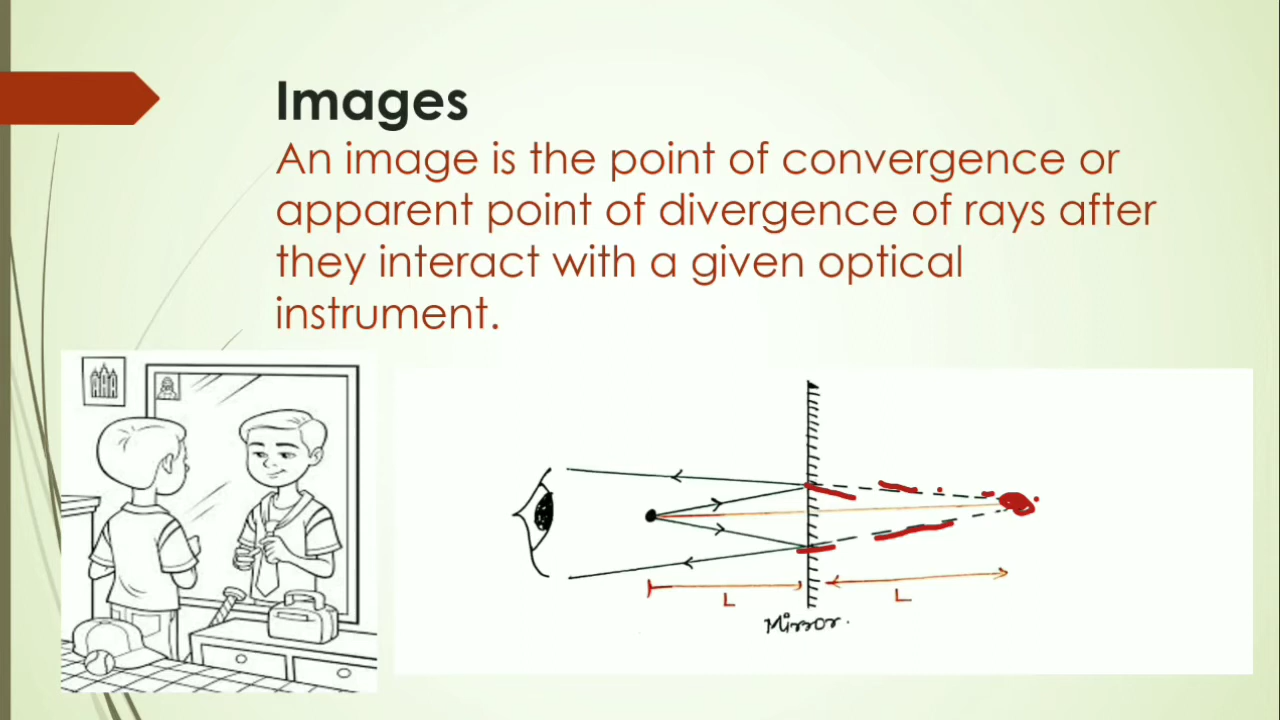 Images
An image is the point of convergence or
apparent point of divergence of rays after
they interact with a given optical
instrument.
L
L
Mirror.